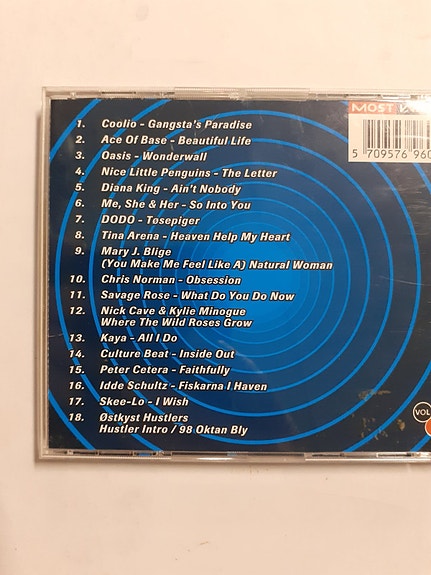 MOST
5 709576 960
1. Coolio - Gangsta's Paradise
2. Ace Of Base - Beautiful Life
3. Oasis - Wonderwall
4. Nice Little Penguins - The Letter
5. Diana King - Ain't Nobody
6. Me, She & Her - So Into You
7. DODO - Tøsepiger
8. Tina Arena - Heaven Help My Heart
9. Mary J. Blige
(You Make Me Feel Like A) Natural Woman
10. Chris Norman - Obsession
11. Savage Rose - What Do You Do Now
12. Nick Cave & Kylie Minogue
Where The Wild Roses Grow
13. Kaya - All I Do
14. Culture Beat - Inside Out
15. Peter Cetera - Faithfully
16. Idde Schultz - Fiskarna I Haven
17. Skee-Lo - I Wish
18. Østkyst Hustlers
Hustler Intro / 98 Oktan Bly
VOL